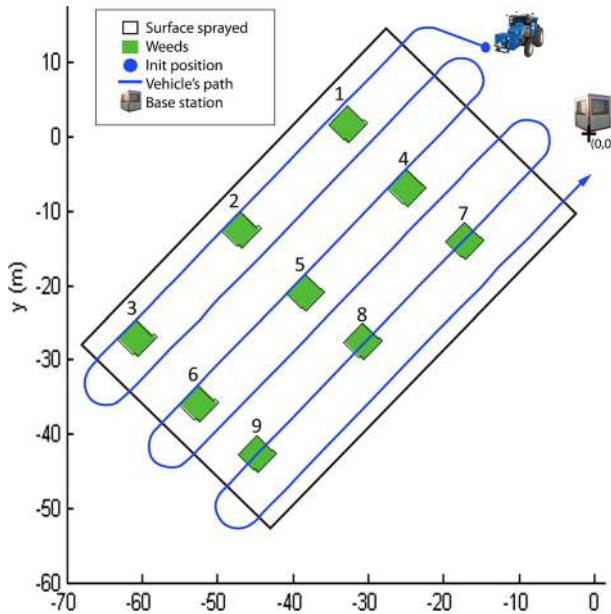 Surface sprayed
Weeds
Init position
Vehicle's path
Base station
(0,0
1
2
3
4
5
6
7
8
9
y (m)
10
0
-10
-20
-30
-40
-50
-60
-70 -60 -50 -40 -30 -20 -10 0